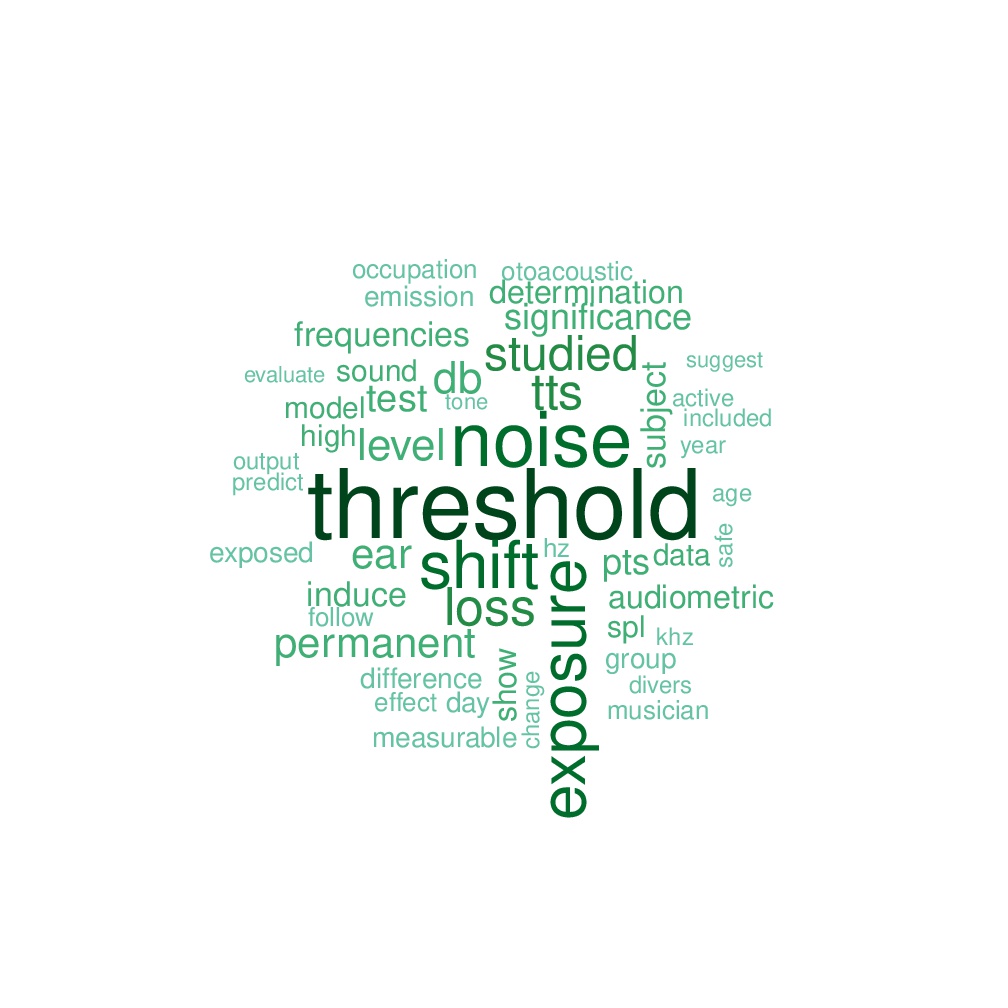 occupation
otoacoustic
emission
determination
significance
frequencies
studied
suggest
evaluate
sound
db
tts
subject
active
test
tone
model
included
high
level
noise
year
output
predict
threshold
age
exposed
ear
shift
hz
pts
data
safe
induce
loss
exposure
audiometric
follow
spl
khz
permanent
group
difference
show
change
divers
effect
day
musician
measurable